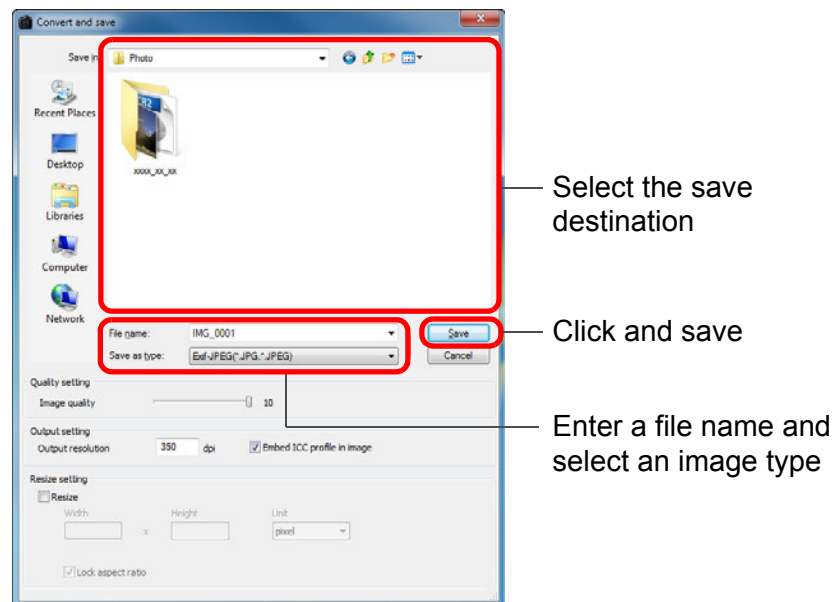 Convert and save
Save in
Photo
Recent Places
CR2
xxxx_xx_xx
Desktop
Libraries
Computer
Network
Select the save
destination
File name:
IMG_0001
Save
Click and save
Save as type:
Exif-JPEG(*.JPG,*.JPEG)
Cancel
Quality setting
Image quality
10
Enter a file name and
select an image type
Output setting
Output resolution
350
dpi
Embed ICC profile in image
Resize setting
Resize
Width
Height
Unit
x
pixel
Lock aspect ratio